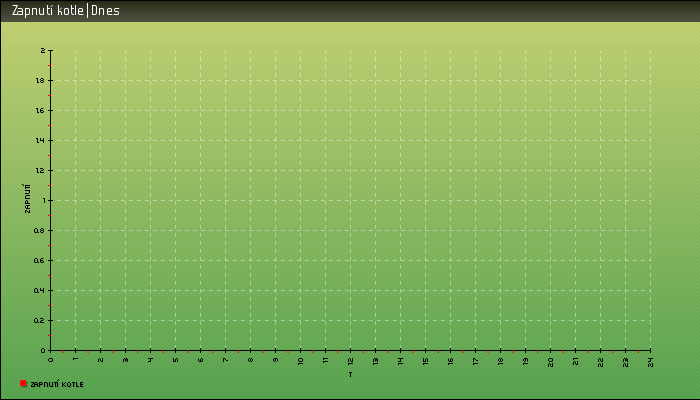 Zapnutí kotle|Dnes
2
1.8
1.6
1.4
1.2
1
0.8
0.6
0.4
0.2
0
ZAPNUTÍ
0 1 2 3 4 5 6 7 8 9 10 11 12 13 14 15 16 17 18 19 20 21 22 23 24
T
ZAPNUTÍ KOTLE